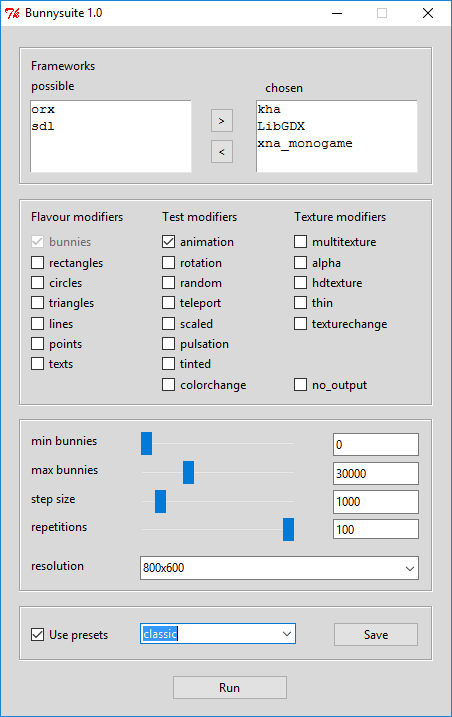 Bunnysuite 1.0
Frameworks
possible
chosen
orx
sdl
>
<
kha
LibGDX
xna_monogame
Flavour modifiers
bunnies
rectangles
circles
triangles
lines
points
texts
Test modifiers
animation
rotation
random
teleport
scaled
pulsation
tinted
colorchange
Texture modifiers
multitexture
alpha
hdtexture
thin
texturechange
no_output
min bunnies
0
max bunnies
30000
step size
1000
repetitions
100
resolution
800x600
Use presets
classic
Save
Run